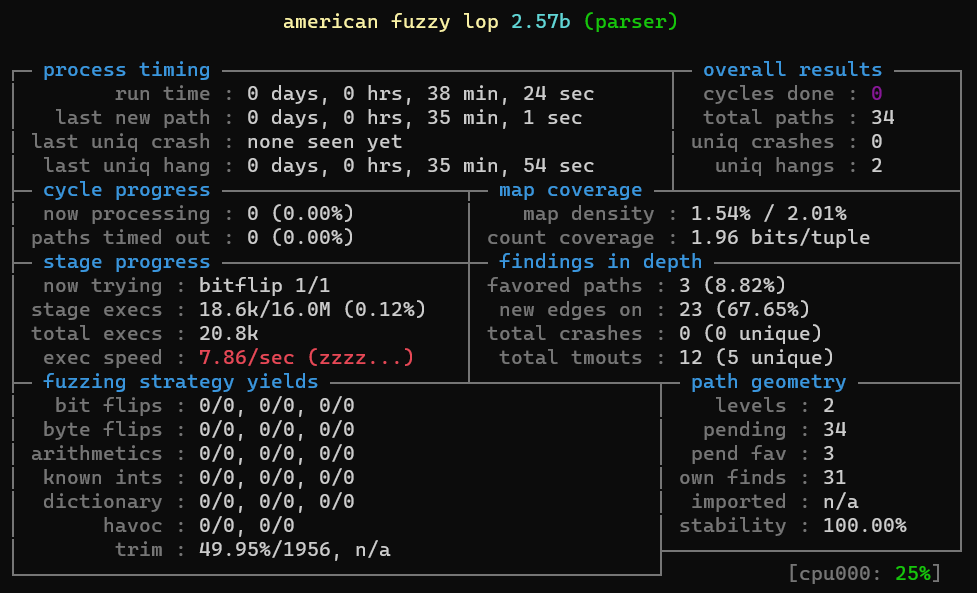 american fuzzy lop 2.57b (parser)
process timing
run time : 0 days, 0 hrs, 38 min, 24 sec
last new path : 0 days, 0 hrs, 35 min, 1 sec
last uniq crash : none seen yet
last uniq hang : 0 days, 0 hrs, 35 min, 54 sec
overall results
cycles done : 0
total paths : 34
uniq crashes : 0
uniq hangs : 2
cycle progress
now processing : 0 (0.00%)
paths timed out : 0 (0.00%)
map coverage
map density : 1.54% / 2.01%
count coverage : 1.96 bits/tuple
stage progress
now trying : bitflip 1/1
stage execs : 18.6k/16.0M (0.12%)
total execs : 20.8k
exec speed : 7.86/sec (zzzz...)
findings in depth
favored paths : 3 (8.82%)
new edges on : 23 (67.65%)
total crashes : 0 (0 unique)
total tmouts : 12 (5 unique)
fuzzing strategy yields
bit flips : 0/0, 0/0, 0/0
byte flips : 0/0, 0/0, 0/0
arithmetics : 0/0, 0/0, 0/0
known ints : 0/0, 0/0, 0/0
dictionary : 0/0, 0/0, 0/0
havoc : 0/0, 0/0
trim : 49.95%/1956, n/a
path geometry
levels : 2
pending : 34
pend fav : 3
own finds : 31
imported : n/a
stability : 100.00%
[cpu000: 25%]